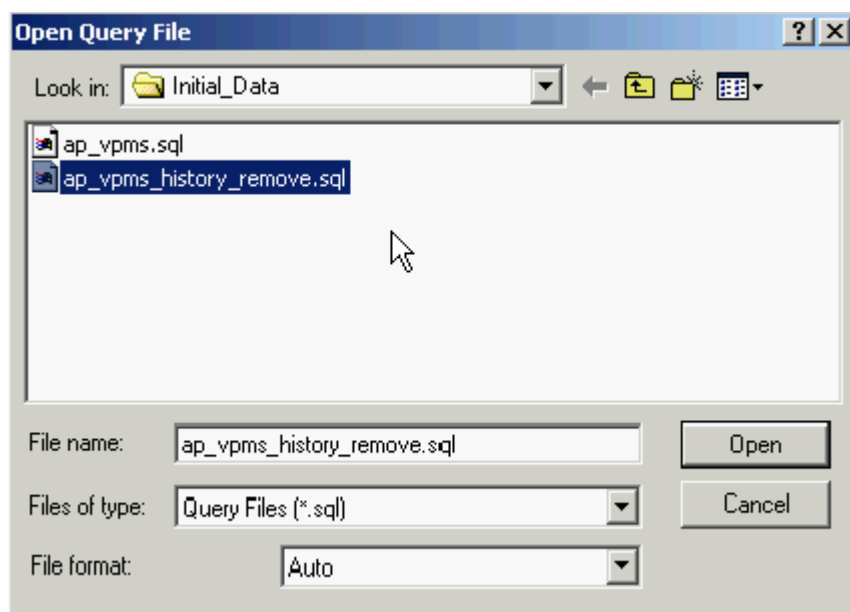 Open Query File
Look in: Initial_Data
ap_vpms.sql
ap_vpms_history_remove.sql
File name: ap_vpms_history_remove.sql Open
Files of type: Query Files (*.sql) Cancel
File format: Auto